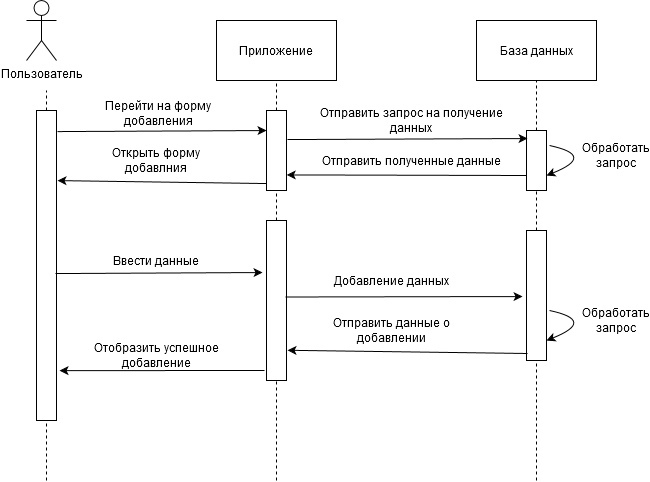 Пользователь
Приложение
База данных
Перейти на форму
добавления
Отправить запрос на получение
данных
Обработать
запрос
Отправить полученные данные
Открыть форму
добавлния
Ввести данные
Добавление данных
Обработать
запрос
Отправить данные о
добавлении
Отобразить успешное
добавление